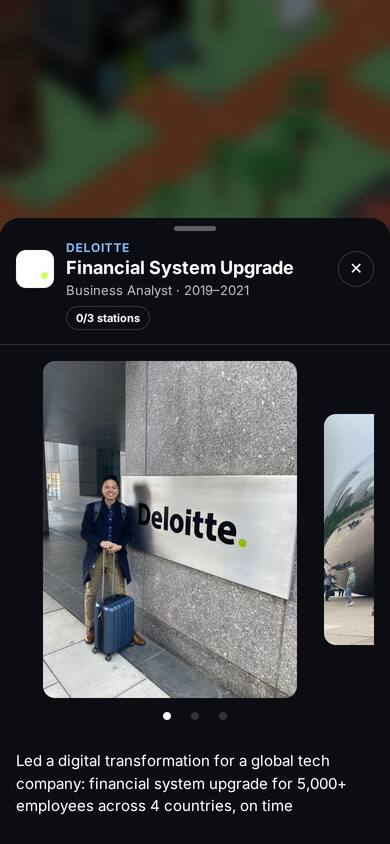 DELOITTE
Financial System Upgrade
Business Analyst · 2019–2021
0/3 stations
Deloitte.
Led a digital transformation for a global tech
company: financial system upgrade for 5,000+
employees across 4 countries, on time